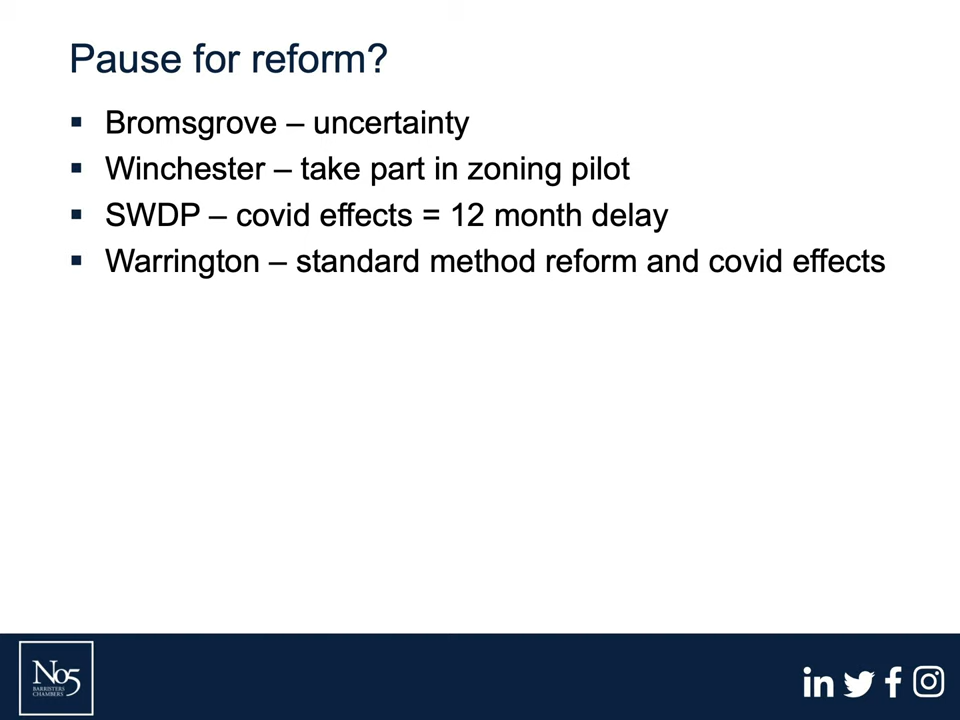 Pause for reform?
▪ Bromsgrove – uncertainty
▪ Winchester – take part in zoning pilot
▪ SWDP – covid effects = 12 month delay
▪ Warrington – standard method reform and covid effects
No5
BARRISTERS
CHAMBERS